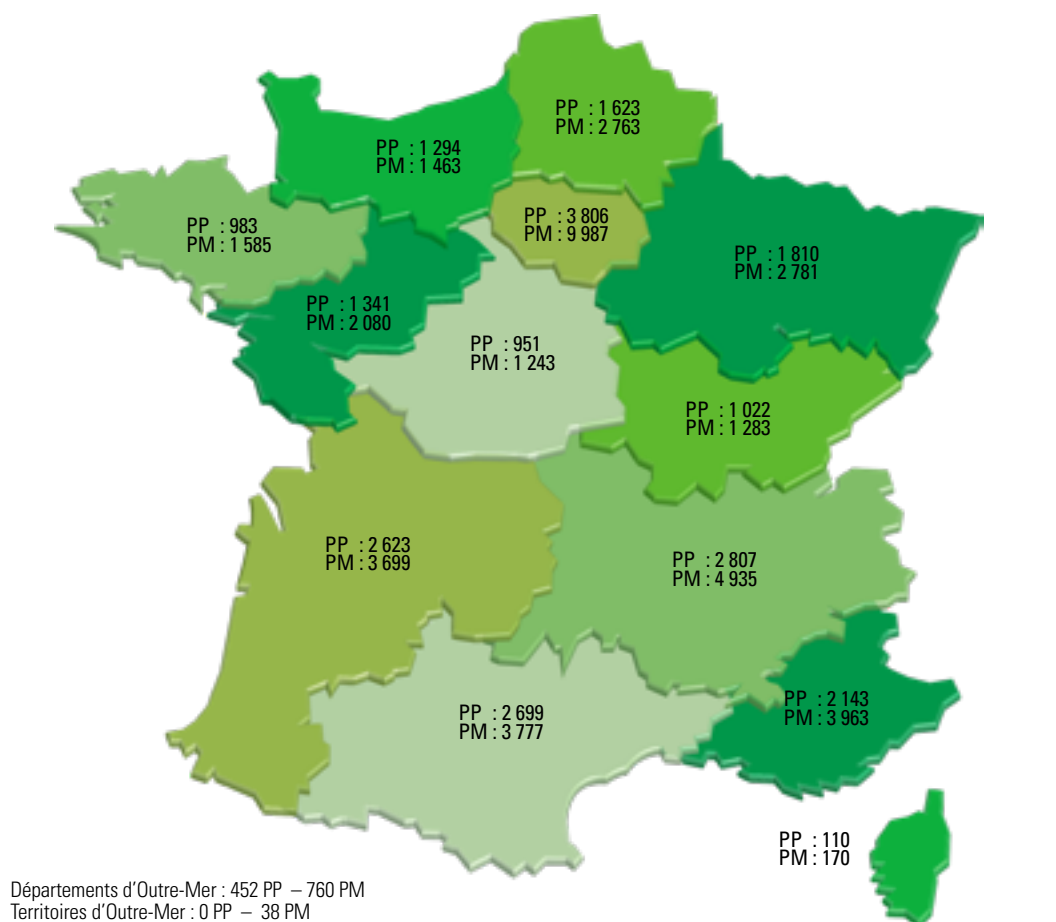 PP : 1 623
PM : 2 763
PP : 1 294
PM : 1 463
PP : 3 806
PM : 9 987
PP : 983
PM : 1 585
PP : 1 810
PM : 2 781
PP : 1 341
PM : 2 080
PP : 951
PM : 1 243
PP : 1 022
PM : 1 283
PP : 2 623
PM : 3 699
PP : 2 807
PM : 4 935
PP : 2 143
PM : 3 963
PP : 2 699
PM : 3 777
PP : 110
PM : 170
Départements d'Outre-Mer : 452 PP – 760 PM
Territoires d'Outre-Mer : 0 PP – 38 PM